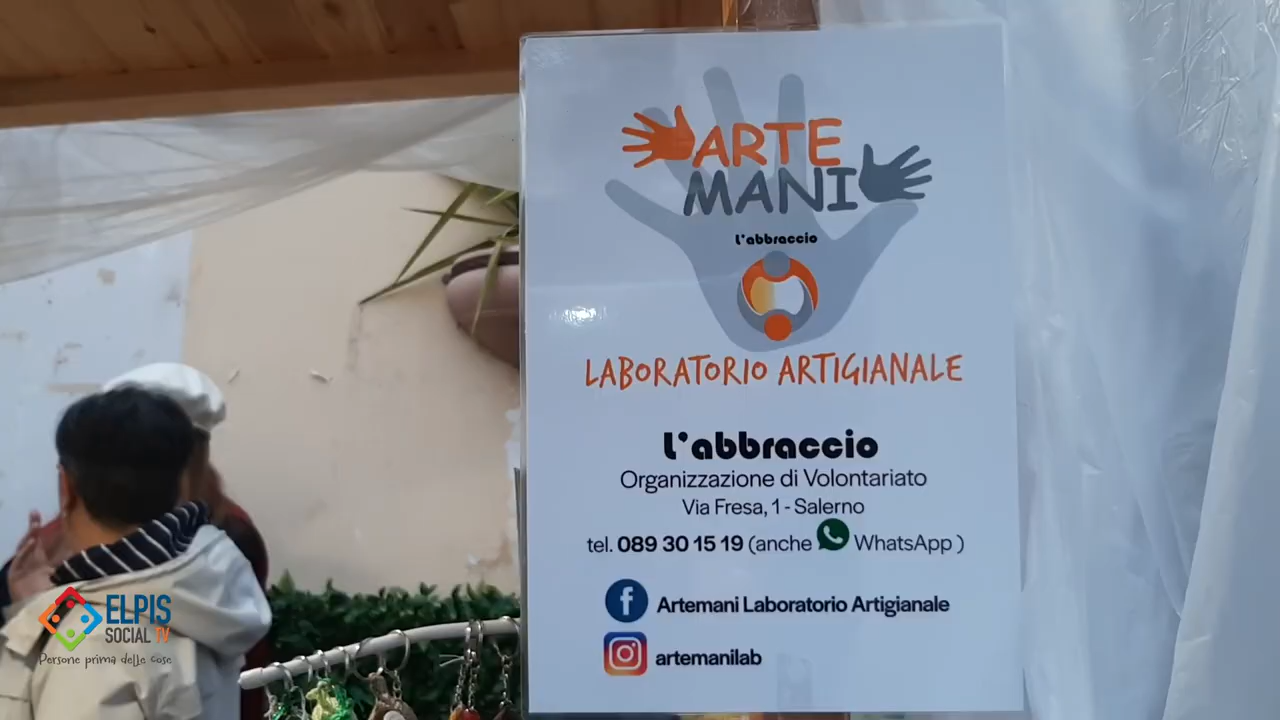 ARTE
MANI
L'abbraccio
LABORATORIO ARTIGIANALE
L'abbraccio
Organizzazione di Volontariato
Via Fresa, 1 - Salerno
tel. 089 30 15 19 (anche WhatsApp )
Artemani Laboratorio Artigianale
artemanilab
ELPIS
SOCIAL TV
Persone prima delle cose